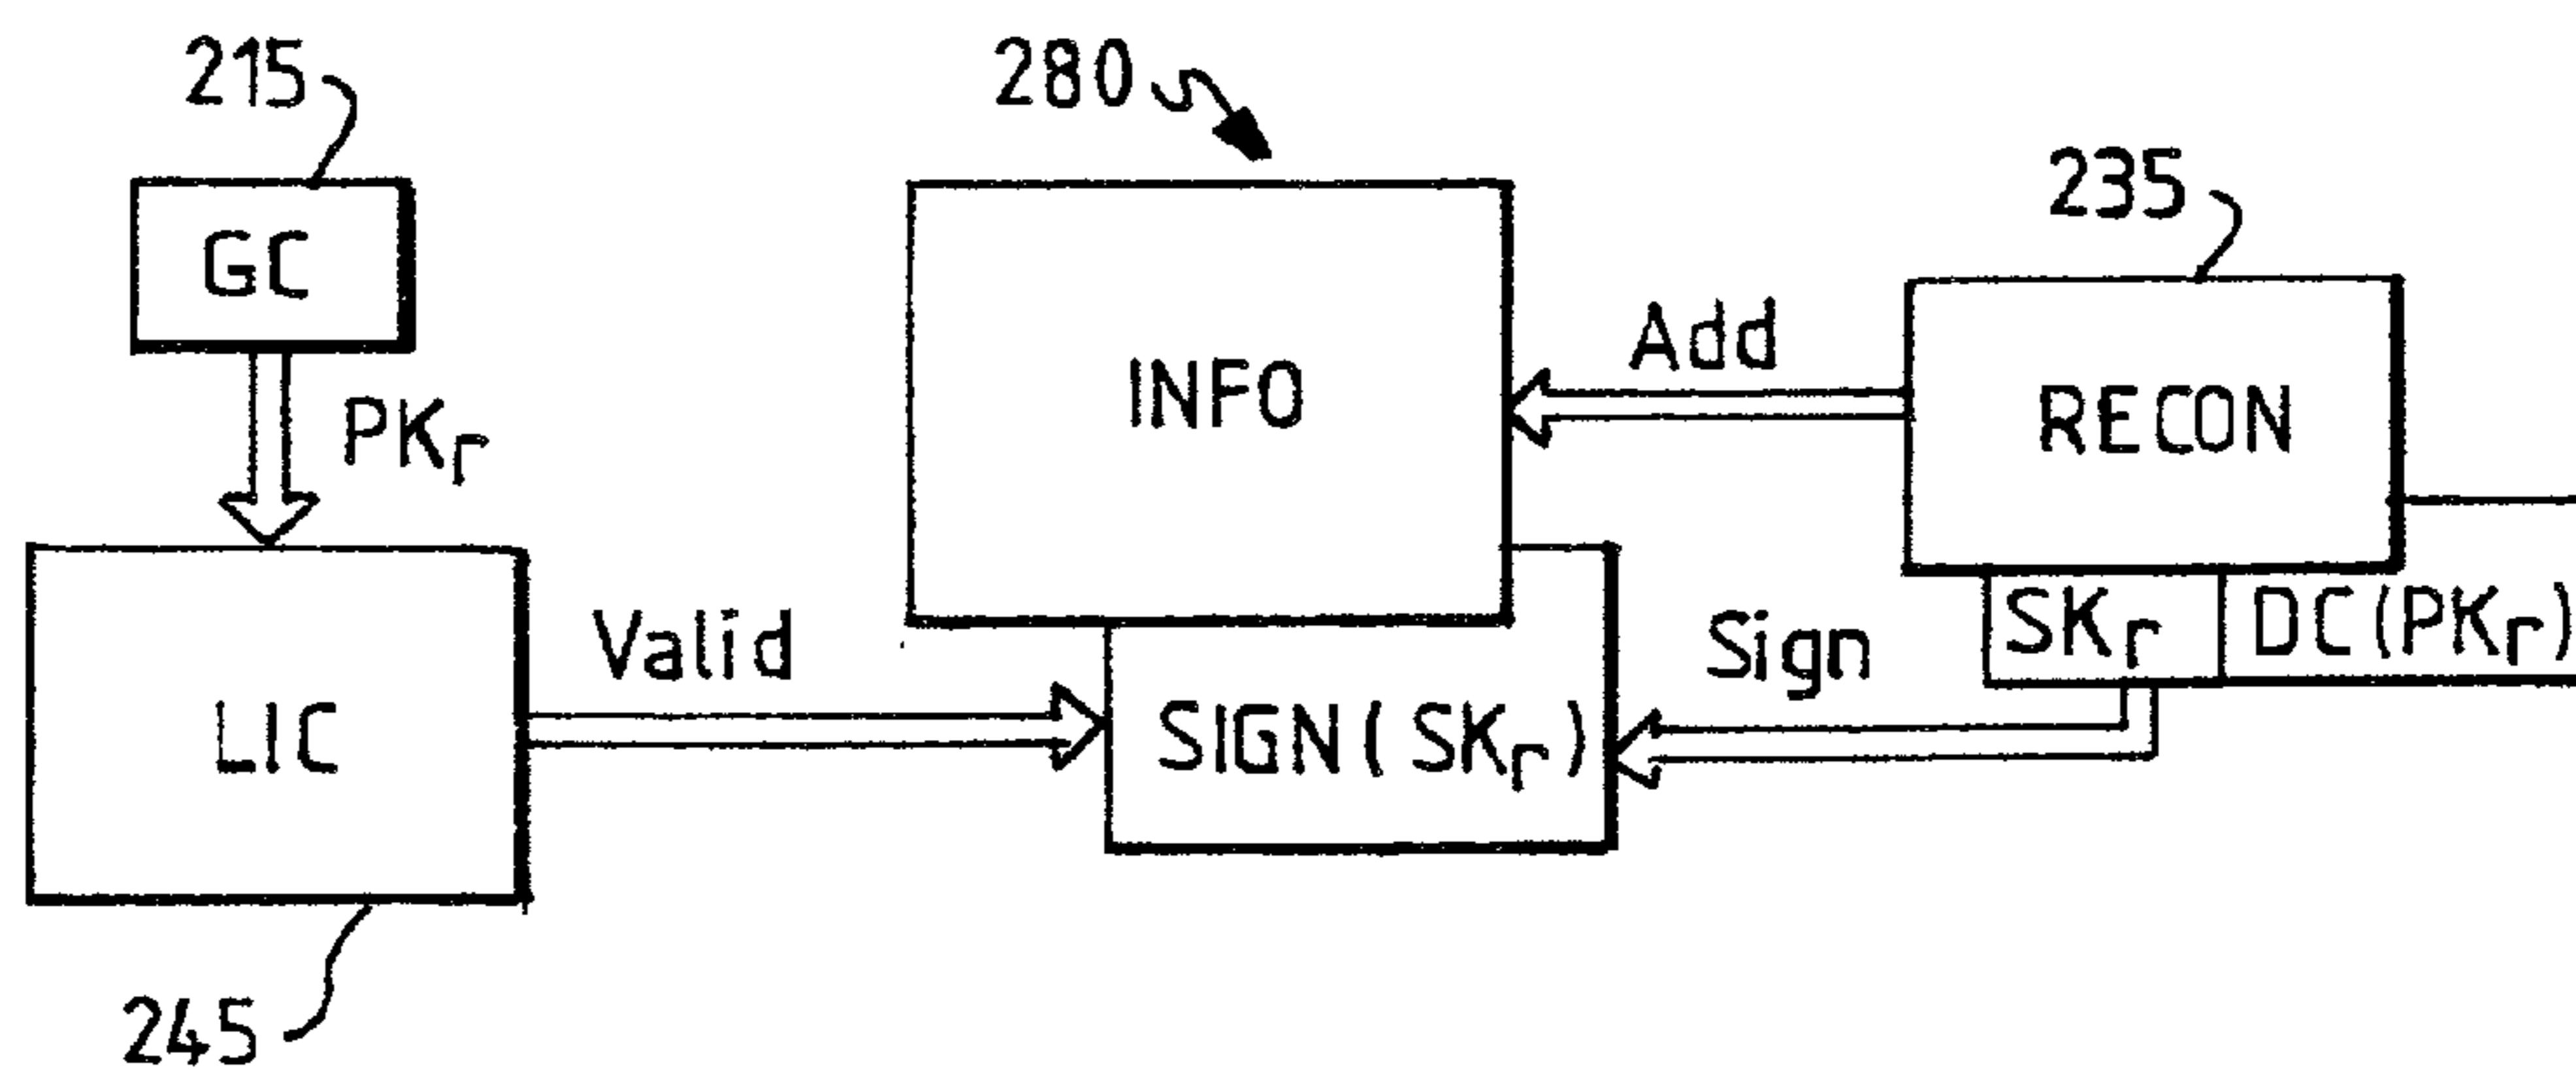 215
280
235
GC
Add
INFO
RECON
PKr
Valid
Sign
SKr
DC(PKr)
LIC
SIGN(SKr)
245